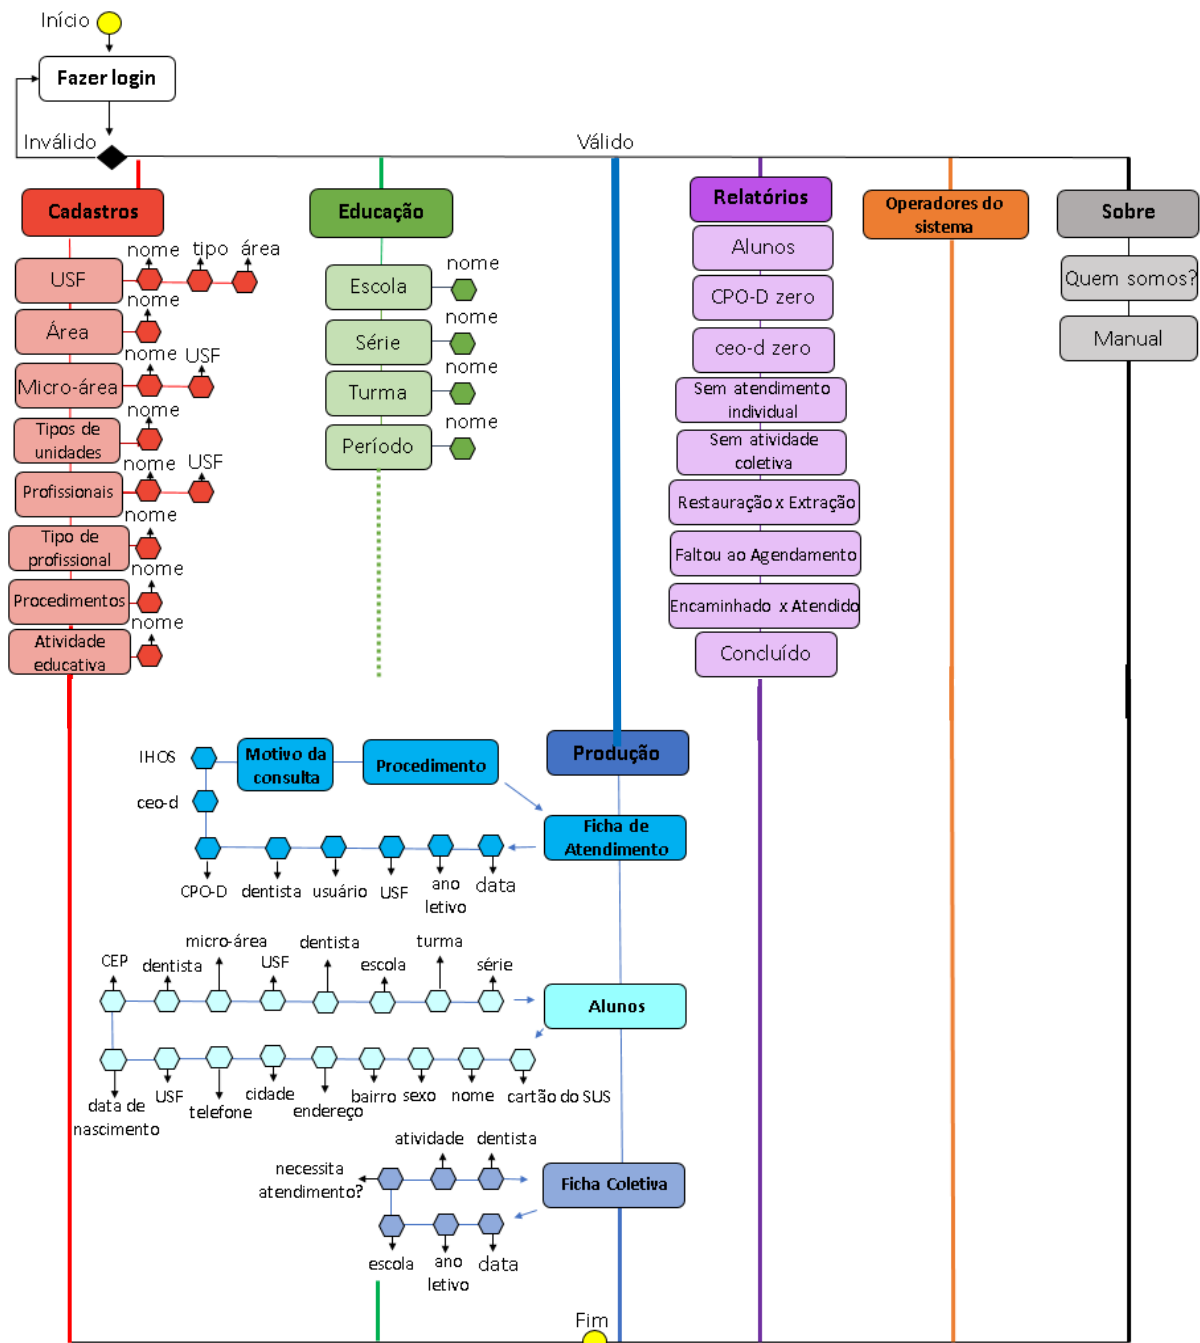 Início
Fazer login
Inválido
Válido
Cadastros
Educação
Relatórios
Operadores do
sistema
Sobre
nome
tipo
área
USF
nome
Área
nome
USF
Micro-área
nome
Tipos de
unidades
nome
USF
Profissionais
nome
Tipo de
profissional
nome
Procedimentos
nome
Atividade
educativa
nome
Escola
nome
Série
nome
Turma
nome
Período
Alunos
CPO-D zero
ceo-d zero
Sem atendimento
individual
Sem atividade
coletiva
Restauração x Extração
Faltou ao Agendamento
Encaminhado x Atendido
Concluído
Quem somos?
Manual
IHOS
Motivo da
consulta
Procedimento
Produção
ceo-d
Ficha de
Atendimento
CPO-D
dentista
usuário
USF
ano
letivo
data
CEP
dentista
micro-área
USF
dentista
escola
turma
série
Alunos
data de
nascimento
USF
telefone
cidade
endereço
bairro
sexo
nome
cartão do SUS
atividade
dentista
necessita
atendimento?
Ficha Coletiva
escola
ano
letivo
data
Fim